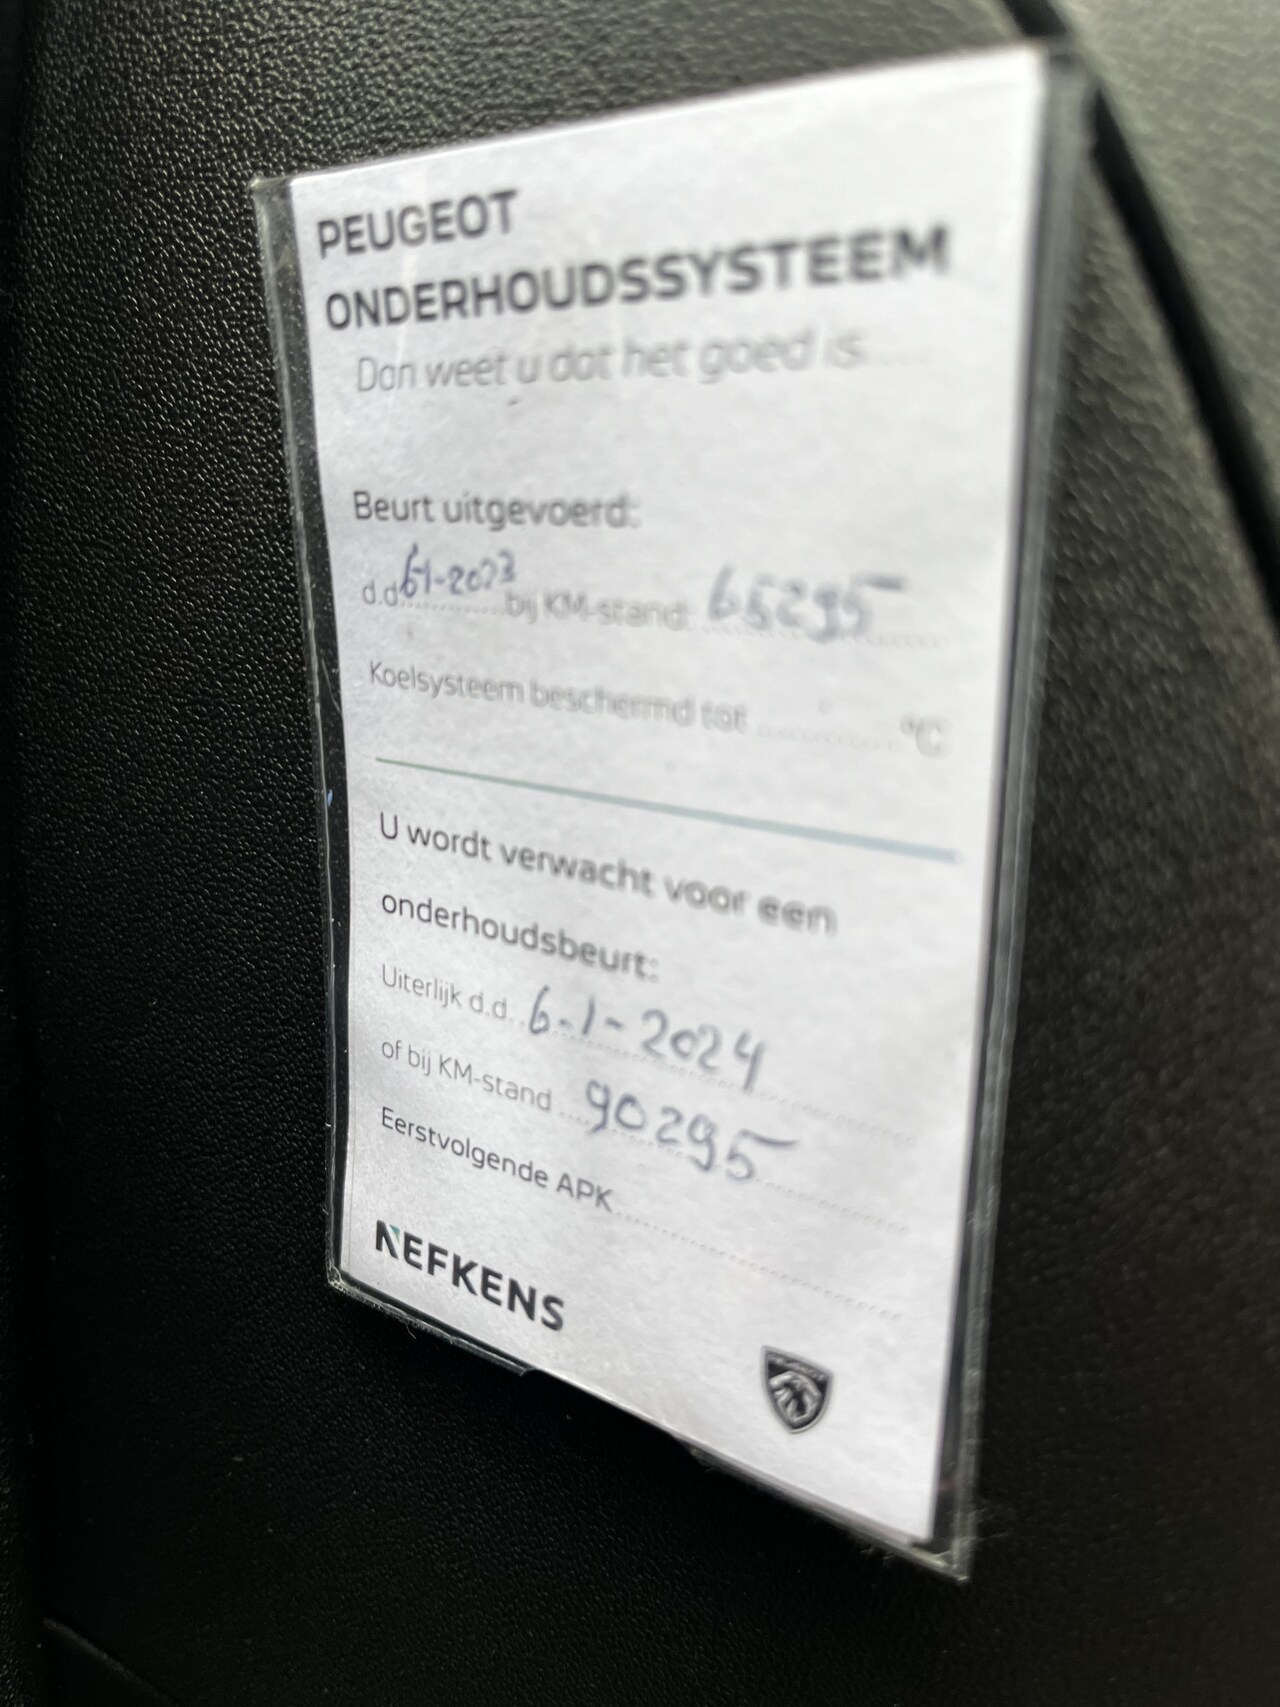 PEUGEOT
ONDERHOUDSSYSTEEM
Dan weet u dat het goed is
Beurt uitgevoerd:
d.d. 6-1-2023 bij KM-stand: 65295
Koelsysteem beschermd tot °C
U wordt verwacht voor een
onderhoudsbeurt:
Uiterlijk d.d. 6-1-2024
of bij KM-stand 90295
Eerstvolgende APK
NEFKENS